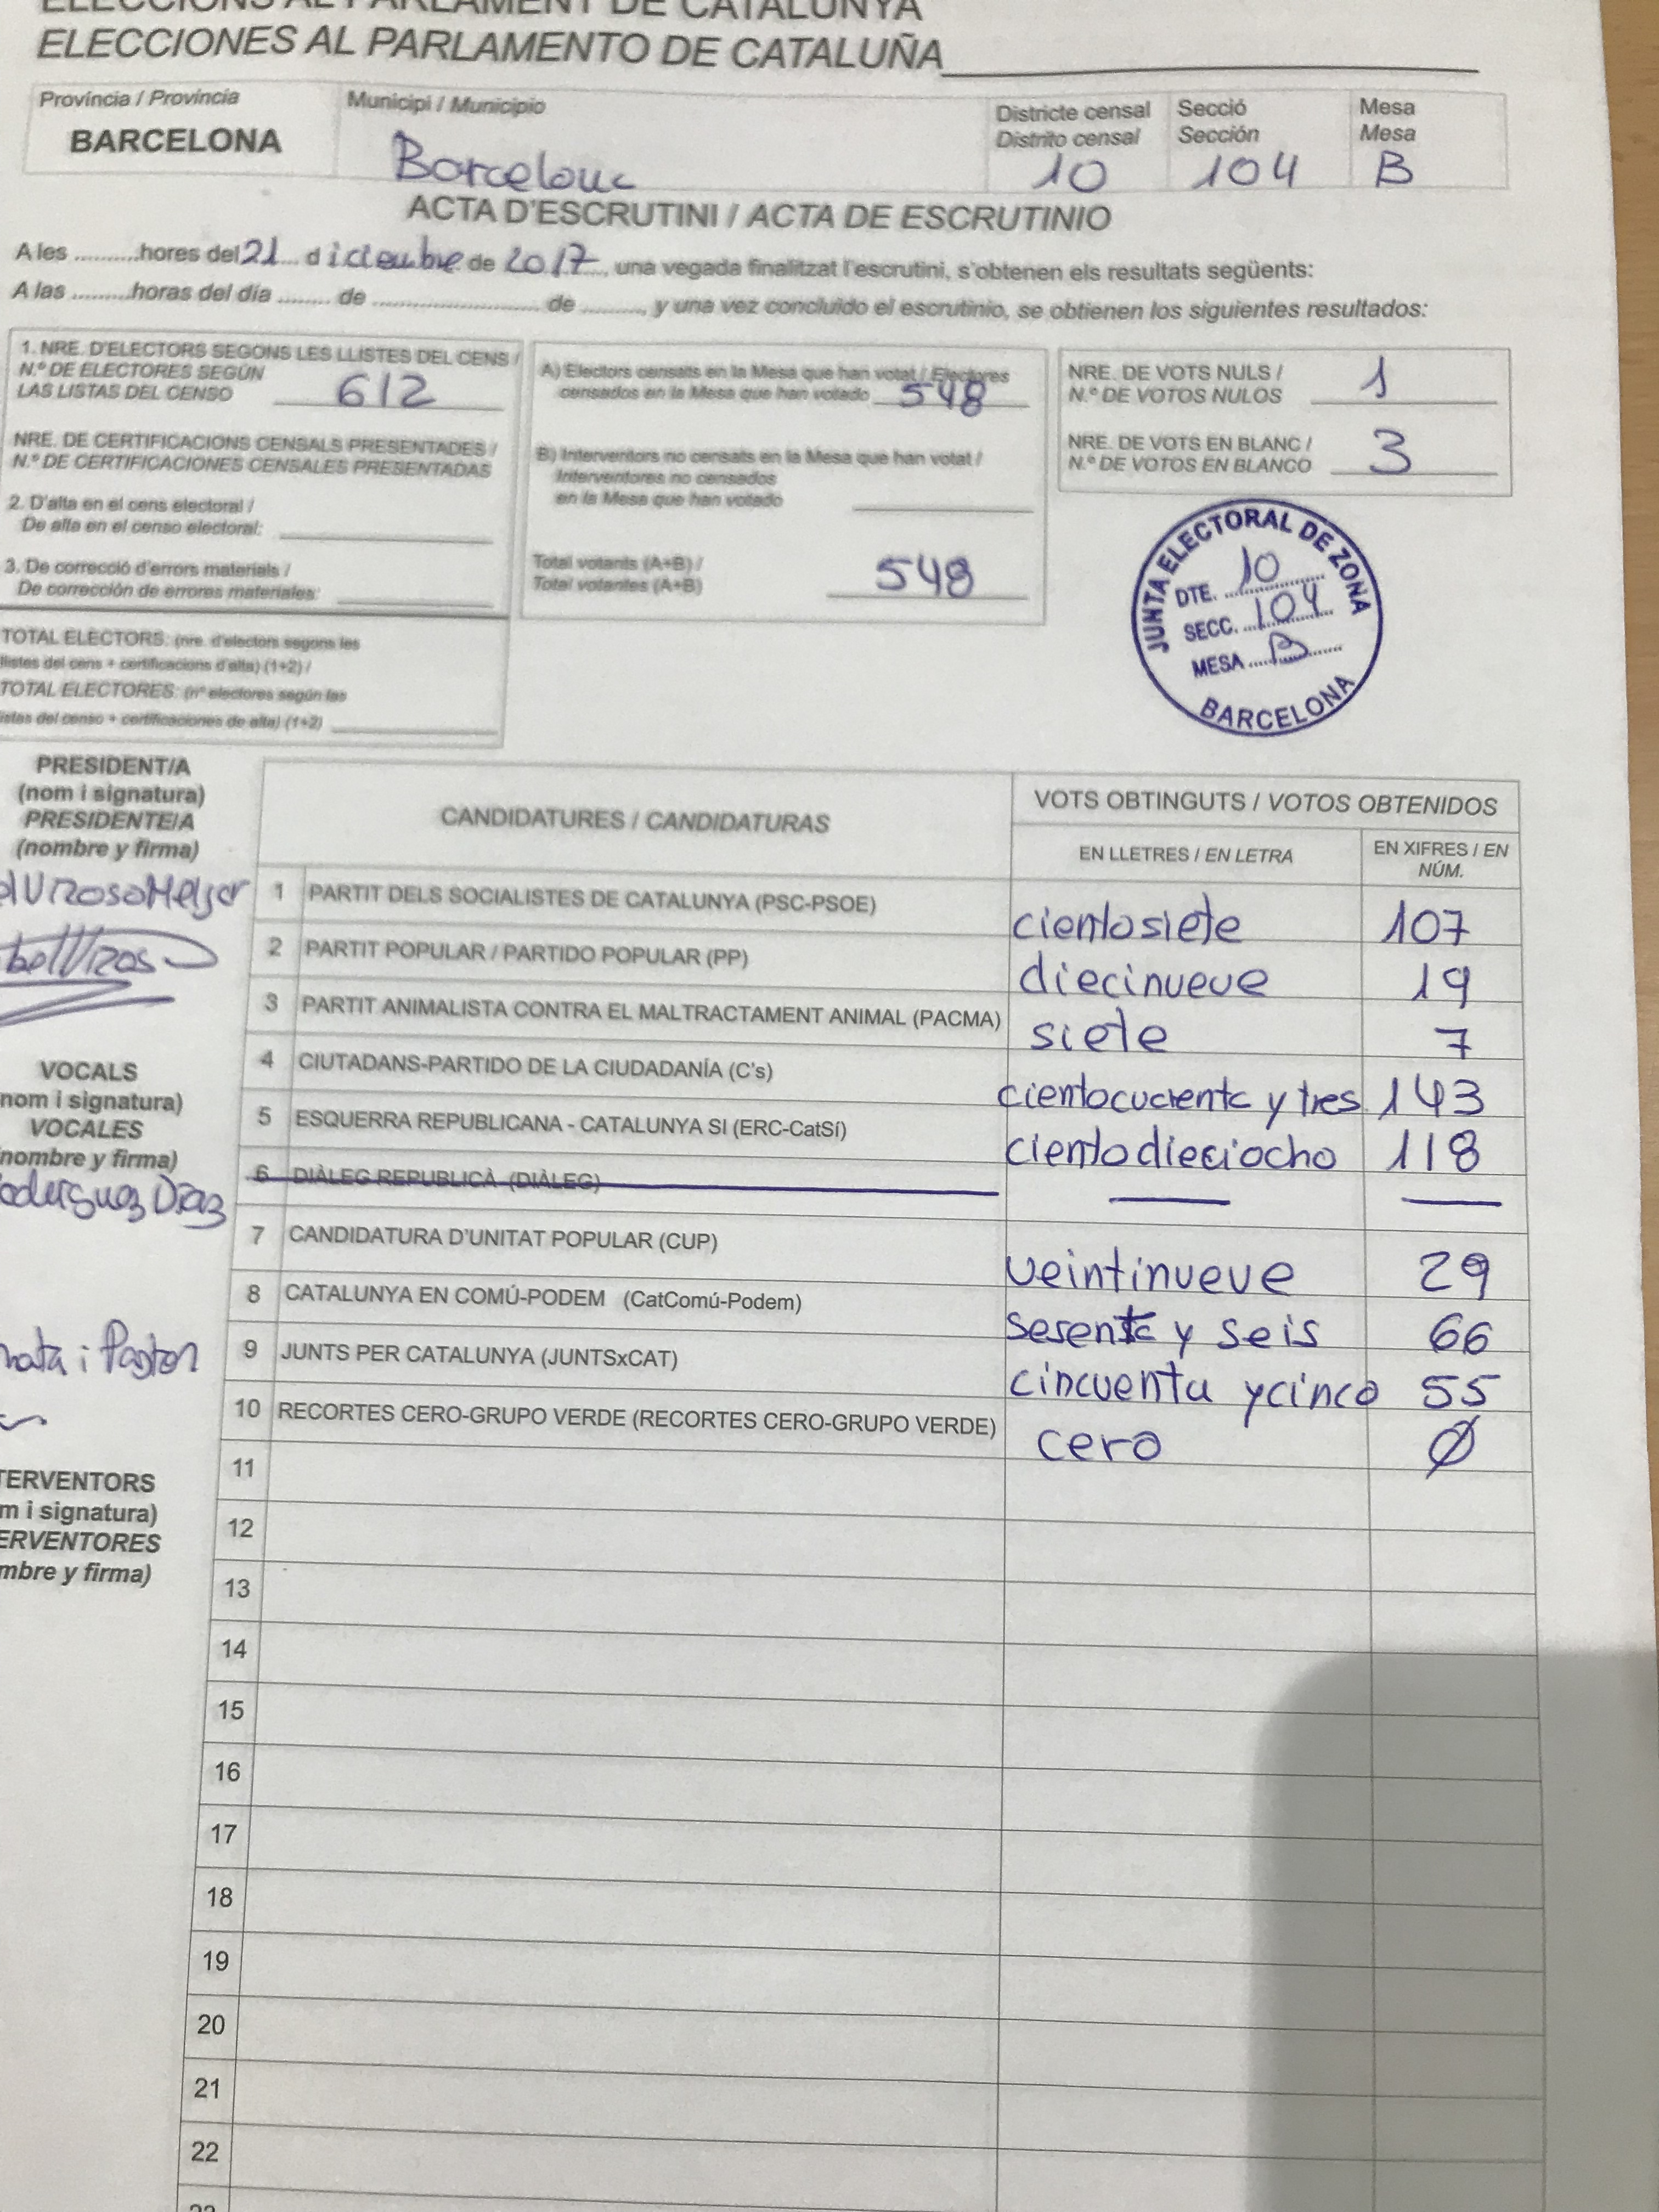 ELECCIONS AL PARLAMENT DE CATALUNYA
ELECCIONES AL PARLAMENTO DE CATALUÑA
Província / Provincia
BARCELONA
Municipi / Municipio
Barcelona
Districte censal
Distrito censal
10
Secció
Sección
104
Mesa
Mesa
B
ACTA D'ESCRUTINI / ACTA DE ESCRUTINIO
A les ..........hores del 21 diciembre de 2017, una vegada finalitzat l'escrutini, s'obtenen els resultats següents:
A las .........horas del día ........ de ......................... de .........., y una vez concluido el escrutinio, se obtienen los siguientes resultados:
1. NRE. D'ELECTORS SEGONS LES LLISTES DEL CENS /
N.º DE ELECTORES SEGÚN
LAS LISTAS DEL CENSO 612
NRE. DE CERTIFICACIONS CENSALS PRESENTADES /
N.º DE CERTIFICACIONES CENSALES PRESENTADAS
2. D'alta en el cens electoral /
De alta en el censo electoral:
3. De correcció d'errors materials /
De corrección de errores materiales:
TOTAL ELECTORS: (nre. d'electors segons les
llistes del cens + certificacions d'alta) (1+2) /
TOTAL ELECTORES: (nº electores según las
istas del censo + certificaciones de alta) (1+2)
A) Electors censats en la Mesa que han votat / Electores
censados en la Mesa que han votado 548
B) Interventors no censats en la Mesa que han votat /
Interventores no censados
en la Mesa que han votado
Total votants (A+B) /
Total votantes (A+B) 548
NRE. DE VOTS NULS /
N.º DE VOTOS NULOS 1
NRE. DE VOTS EN BLANC /
N.º DE VOTOS EN BLANCO 3
JUNTA ELECTORAL DE ZONA
DTE. 10
SECC. 104
MESA B
BARCELONA
PRESIDENT/A
(nom i signatura)
PRESIDENTE/A
(nombre y firma)
VOCALS
nom i signatura)
VOCALES
nombre y firma)
Díaz
i Pastor
TERVENTORS
m i signatura)
ERVENTORES
mbre y firma)
CANDIDATURES / CANDIDATURAS
VOTS OBTINGUTS / VOTOS OBTENIDOS
EN LLETRES / EN LETRA
EN XIFRES / EN
NÚM.
1 PARTIT DELS SOCIALISTES DE CATALUNYA (PSC-PSOE) ciento siete 107
2 PARTIT POPULAR / PARTIDO POPULAR (PP) diecinueve 19
3 PARTIT ANIMALISTA CONTRA EL MALTRACTAMENT ANIMAL (PACMA) siete 7
4 CIUTADANS-PARTIDO DE LA CIUDADANÍA (C's) ciento cuarenta y tres 143
5 ESQUERRA REPUBLICANA - CATALUNYA SI (ERC-CatSí) ciento dieciocho 118
6 DIÀLEG REPUBLICÀ (DIÀLEG) — —
7 CANDIDATURA D'UNITAT POPULAR (CUP) veintinueve 29
8 CATALUNYA EN COMÚ-PODEM (CatComú-Podem) sesenta y seis 66
9 JUNTS PER CATALUNYA (JUNTSxCAT) cincuenta y cinco 55
10 RECORTES CERO-GRUPO VERDE (RECORTES CERO-GRUPO VERDE) cero Ø
11
12
13
14
15
16
17
18
19
20
21
22